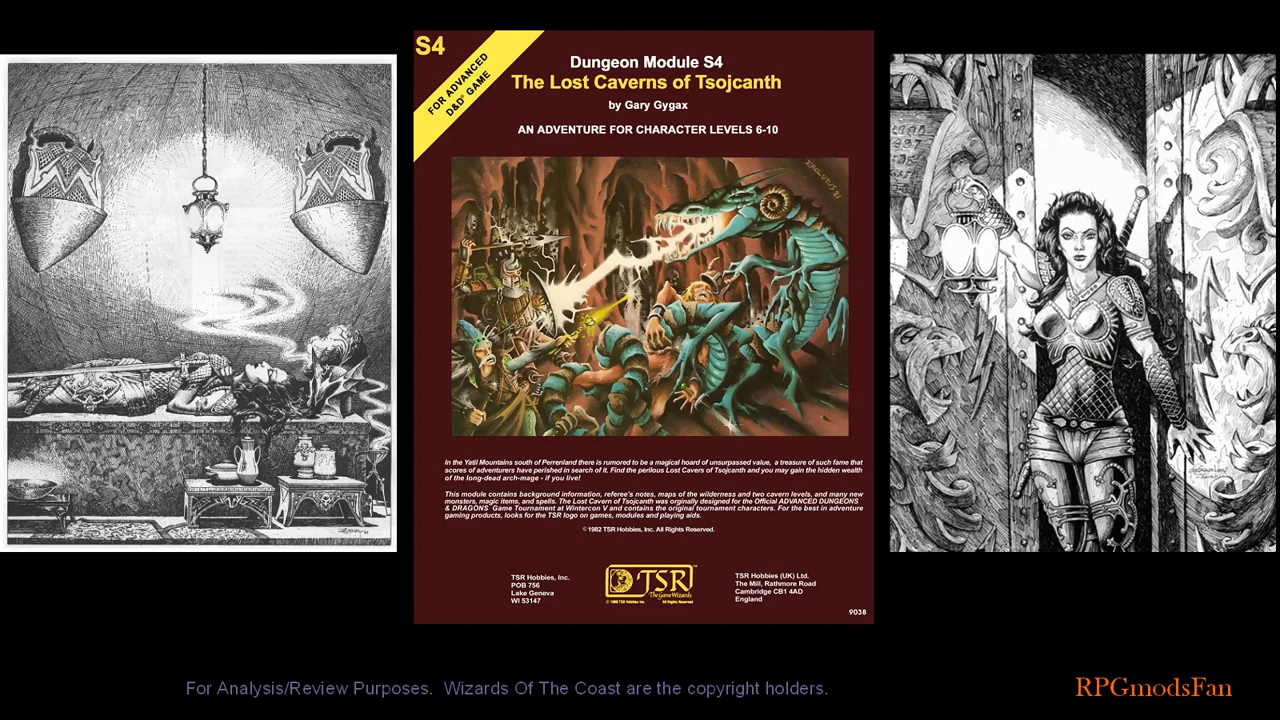 S4
FOR ADVANCED
D&D® GAME
Dungeon Module S4
The Lost Caverns of Tsojcanth
by Gary Gygax
AN ADVENTURE FOR CHARACTER LEVELS 6-10
In the Yatil Mountains south of Perrenland there is rumored to be a magical hoard of unsurpassed value, a treasure of such fame that
scores of adventurers have perished in search of it. Find the perilous Lost Cavers of Tsojcanth and you may gain the hidden wealth
of the long-dead arch-mage - if you live!
This module contains background information, referee's notes, maps of the wilderness and two cavern levels, and many new
monsters, magic items, and spells. The Lost Cavern of Tsojcanth was orginally designed for the Official ADVANCED DUNGEONS
& DRAGONS Game Tournament at Wintercon V and contains the original tournament characters. For the best in adventure
gaming products, looks for the TSR logo on games, modules and playing aids.
© 1982 TSR Hobbies, Inc. All Rights Reserved.
TSR Hobbies, Inc.
POB 756
Lake Geneva
WI 53147
TSR™
The Game Wizards
© 1980 TSR Hobbies Inc. All Rights Reserved
TSR Hobbies (UK) Ltd.
The Mill, Rathmore Road
Cambridge CB1 4AD
England
9038
For Analysis/Review Purposes. Wizards Of The Coast are the copyright holders.
RPGmodsFan